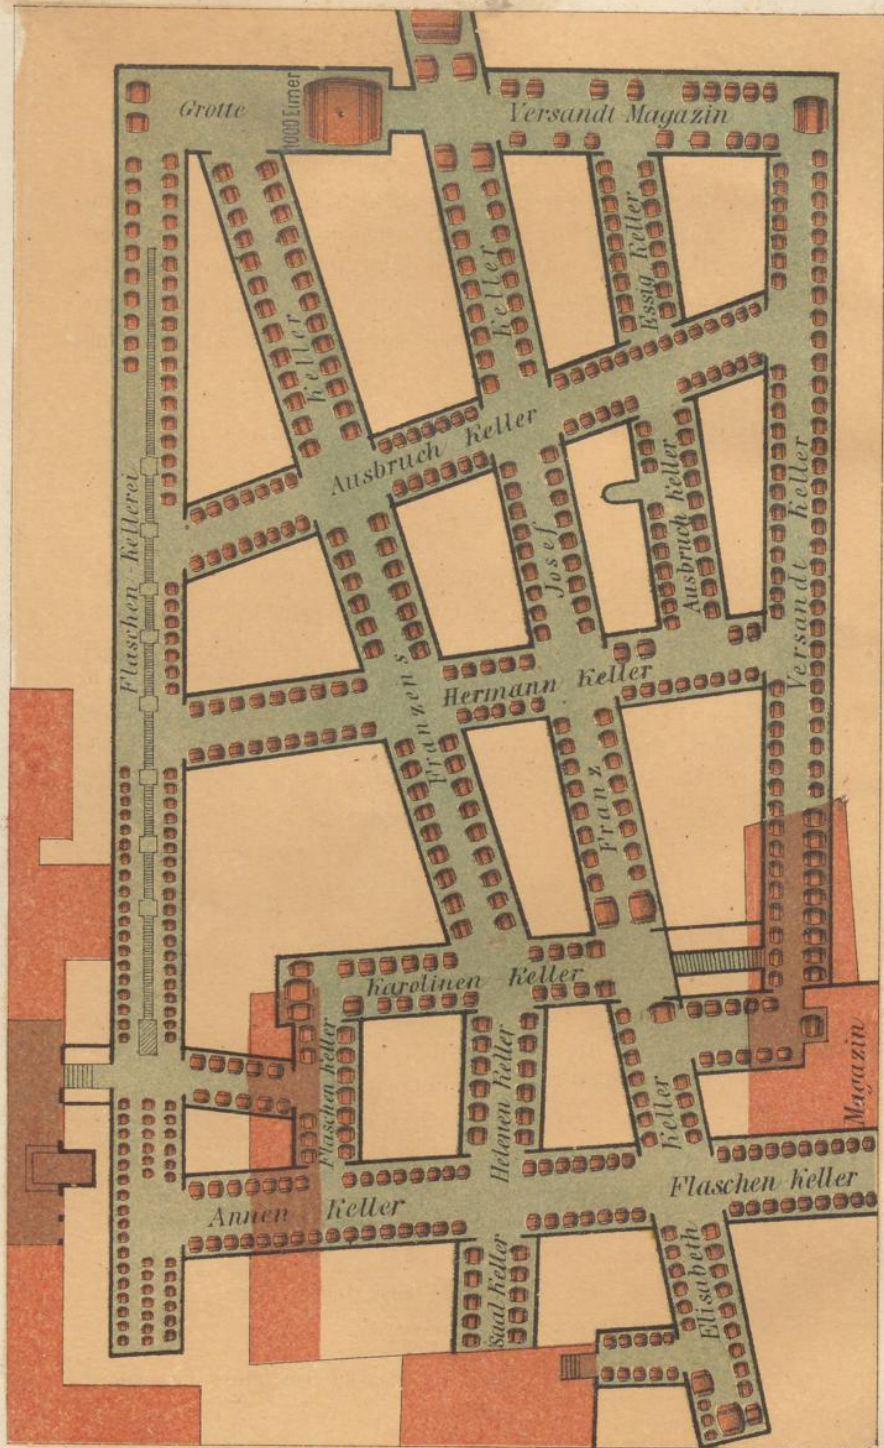 Grotte
1000 Eimer
Versandt Magazin
Keller
Keller
Essig Keller
Ausbruch Keller
Flaschen-Kellerei
Josef
Ausbruch Keller
Versandt Keller
Franzens
Hermann Keller
Franz
Karolinen-Keller
Flaschen Keller
Helenen Keller
Keller
Magazin
Annen Keller
Flaschen Keller
Saal-Keller
Elisabeth